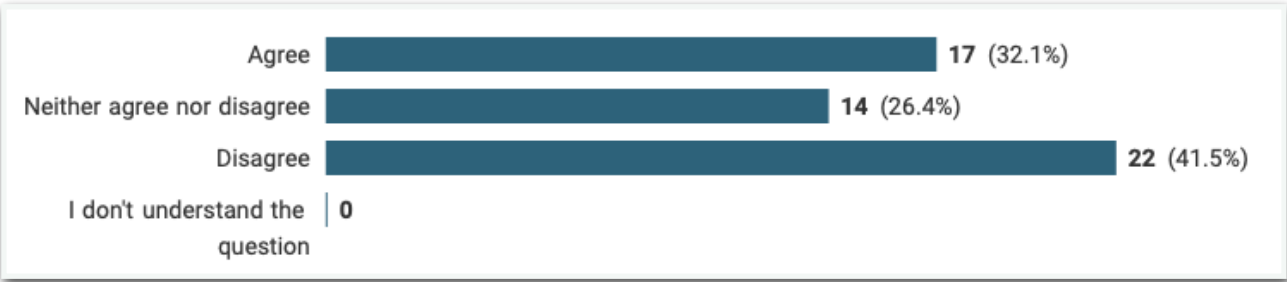 Agree 17 (32.1%)
Neither agree nor disagree 14 (26.4%)
Disagree 22 (41.5%)
I don't understand the 0
question